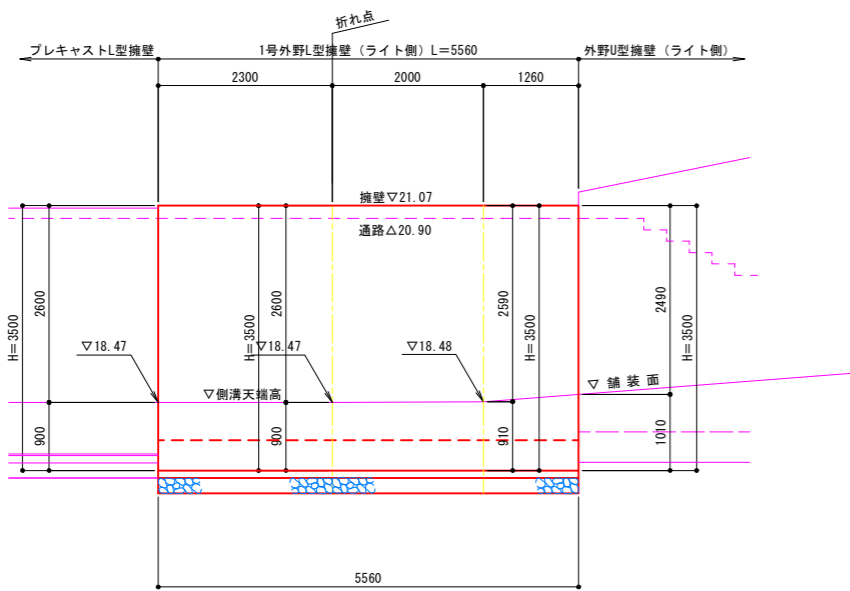 折れ点
プレキャストL型擁壁
1号外野L型擁壁（ライト側）L＝5560
外野U型擁壁（ライト側）
2300
2000
1260
擁壁▽21.07
通路△20.90
H＝3500
2600
900
H＝3500
2600
900
2590
910
H＝3500
2490
1010
H＝3500
▽18.47
▽18.47
▽18.48
▽側溝天端高
▽ 舗 装 面
5560